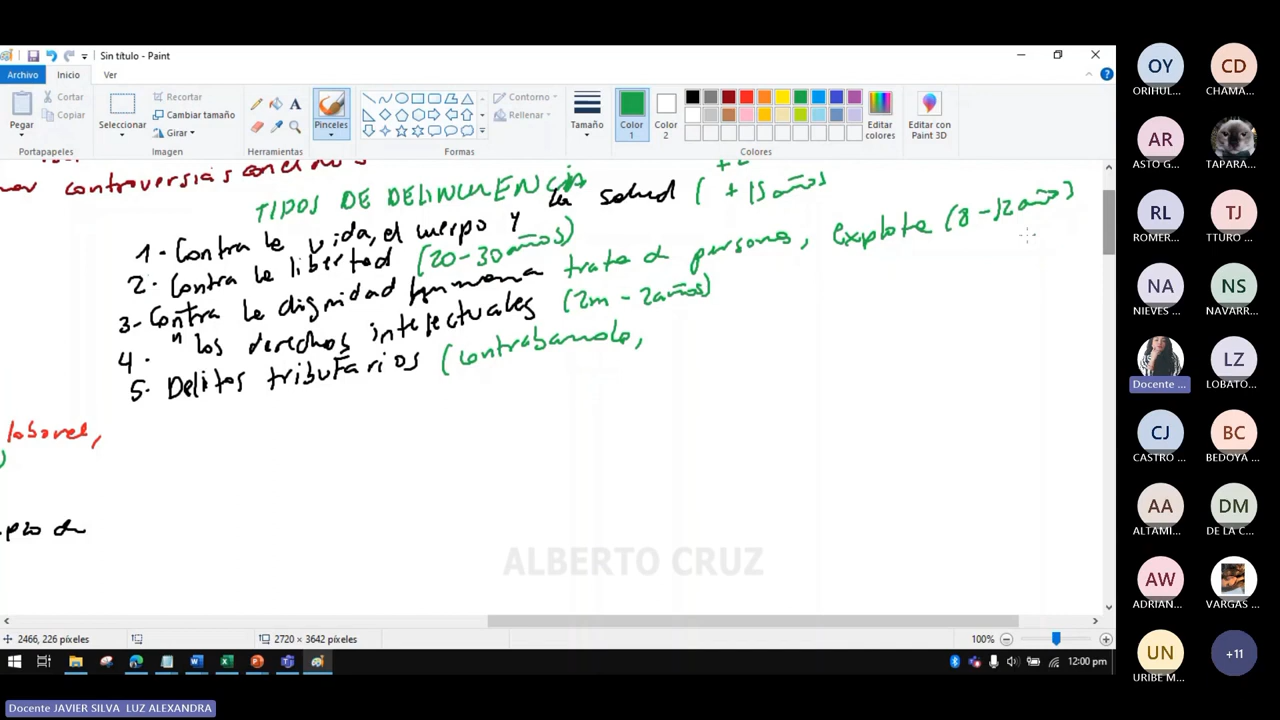 Sin título - Paint
Archivo Inicio Ver
Pegar
Cortar
Copiar
Portapapeles
Seleccionar
Recortar
Cambiar tamaño
Girar
Imagen
Herramientas
Pinceles
Formas
Contorno
Rellenar
Tamaño
Color 1
Color 2
Editar colores
Editar con Paint 3D
Colores
controversias
TIPOS DE DELINCUENCIA
1- Contra la vida, el cuerpo y la salud ( + 15 años
2. Contra la libertad (20-30años)
3- Contra la dignidad humana trata d personas, explota (8-12 años)
4. " los derechos intelectuales (2m - 2años)
5. Delitos tributarios (contrabando,
ALBERTO CRUZ
2466, 226 píxeles
2720 × 3642 píxeles
100%
12:00 pm
OY
ORIHUL...
CD
CHAMA...
AR
ASTO G...
TAPARA...
RL
ROMER...
TJ
TTURO ...
NA
NIEVES ...
NS
NAVARR...
Docente ...
LZ
LOBATO...
CJ
CASTRO ...
BC
BEDOYA ...
AA
ALTAMI...
DM
DE LA C...
AW
ADRIAN...
VARGAS ...
UN
URIBE M...
+11
Docente JAVIER SILVA LUZ ALEXANDRA